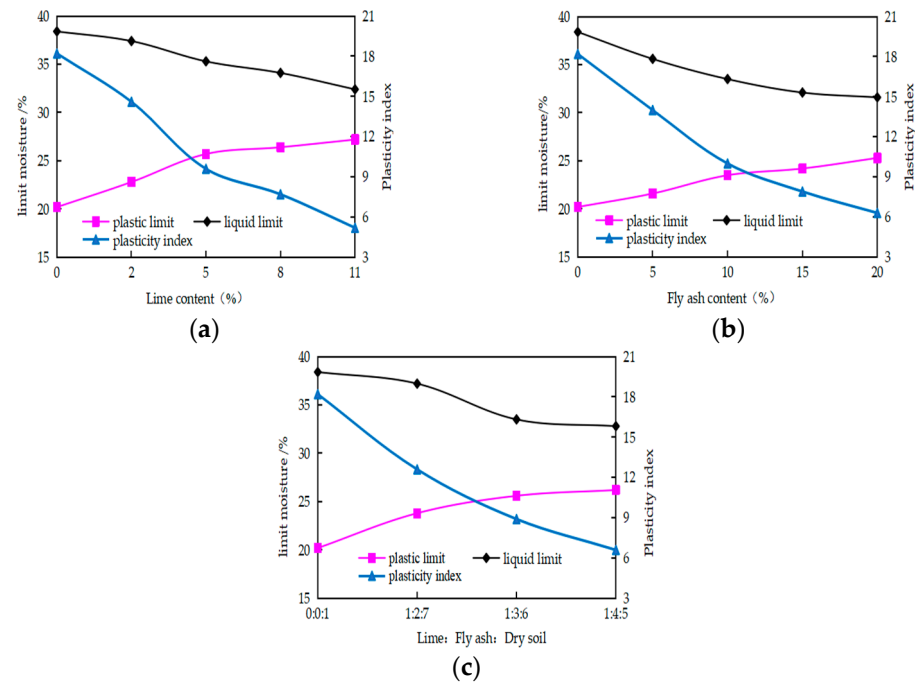 40
35
30
25
20
15
limit moisture /%
21
18
15
12
9
6
3
Plasticity index
plastic limit
liquid limit
plasticity index
0
2
5
8
11
Lime content（%）
(a)
40
35
30
25
20
15
limit moisture/%
21
18
15
12
9
6
3
Plasticity index
plastic limit
liquid limit
plasticity index
0
5
10
15
20
Fly ash content（%）
(b)
40
35
30
25
20
15
limit moisture /%
21
18
15
12
9
6
3
Plasticity index
plastic limit
liquid limit
plasticity index
0:0:1
1:2:7
1:3:6
1:4:5
Lime：Fly ash：Dry soil
(c)